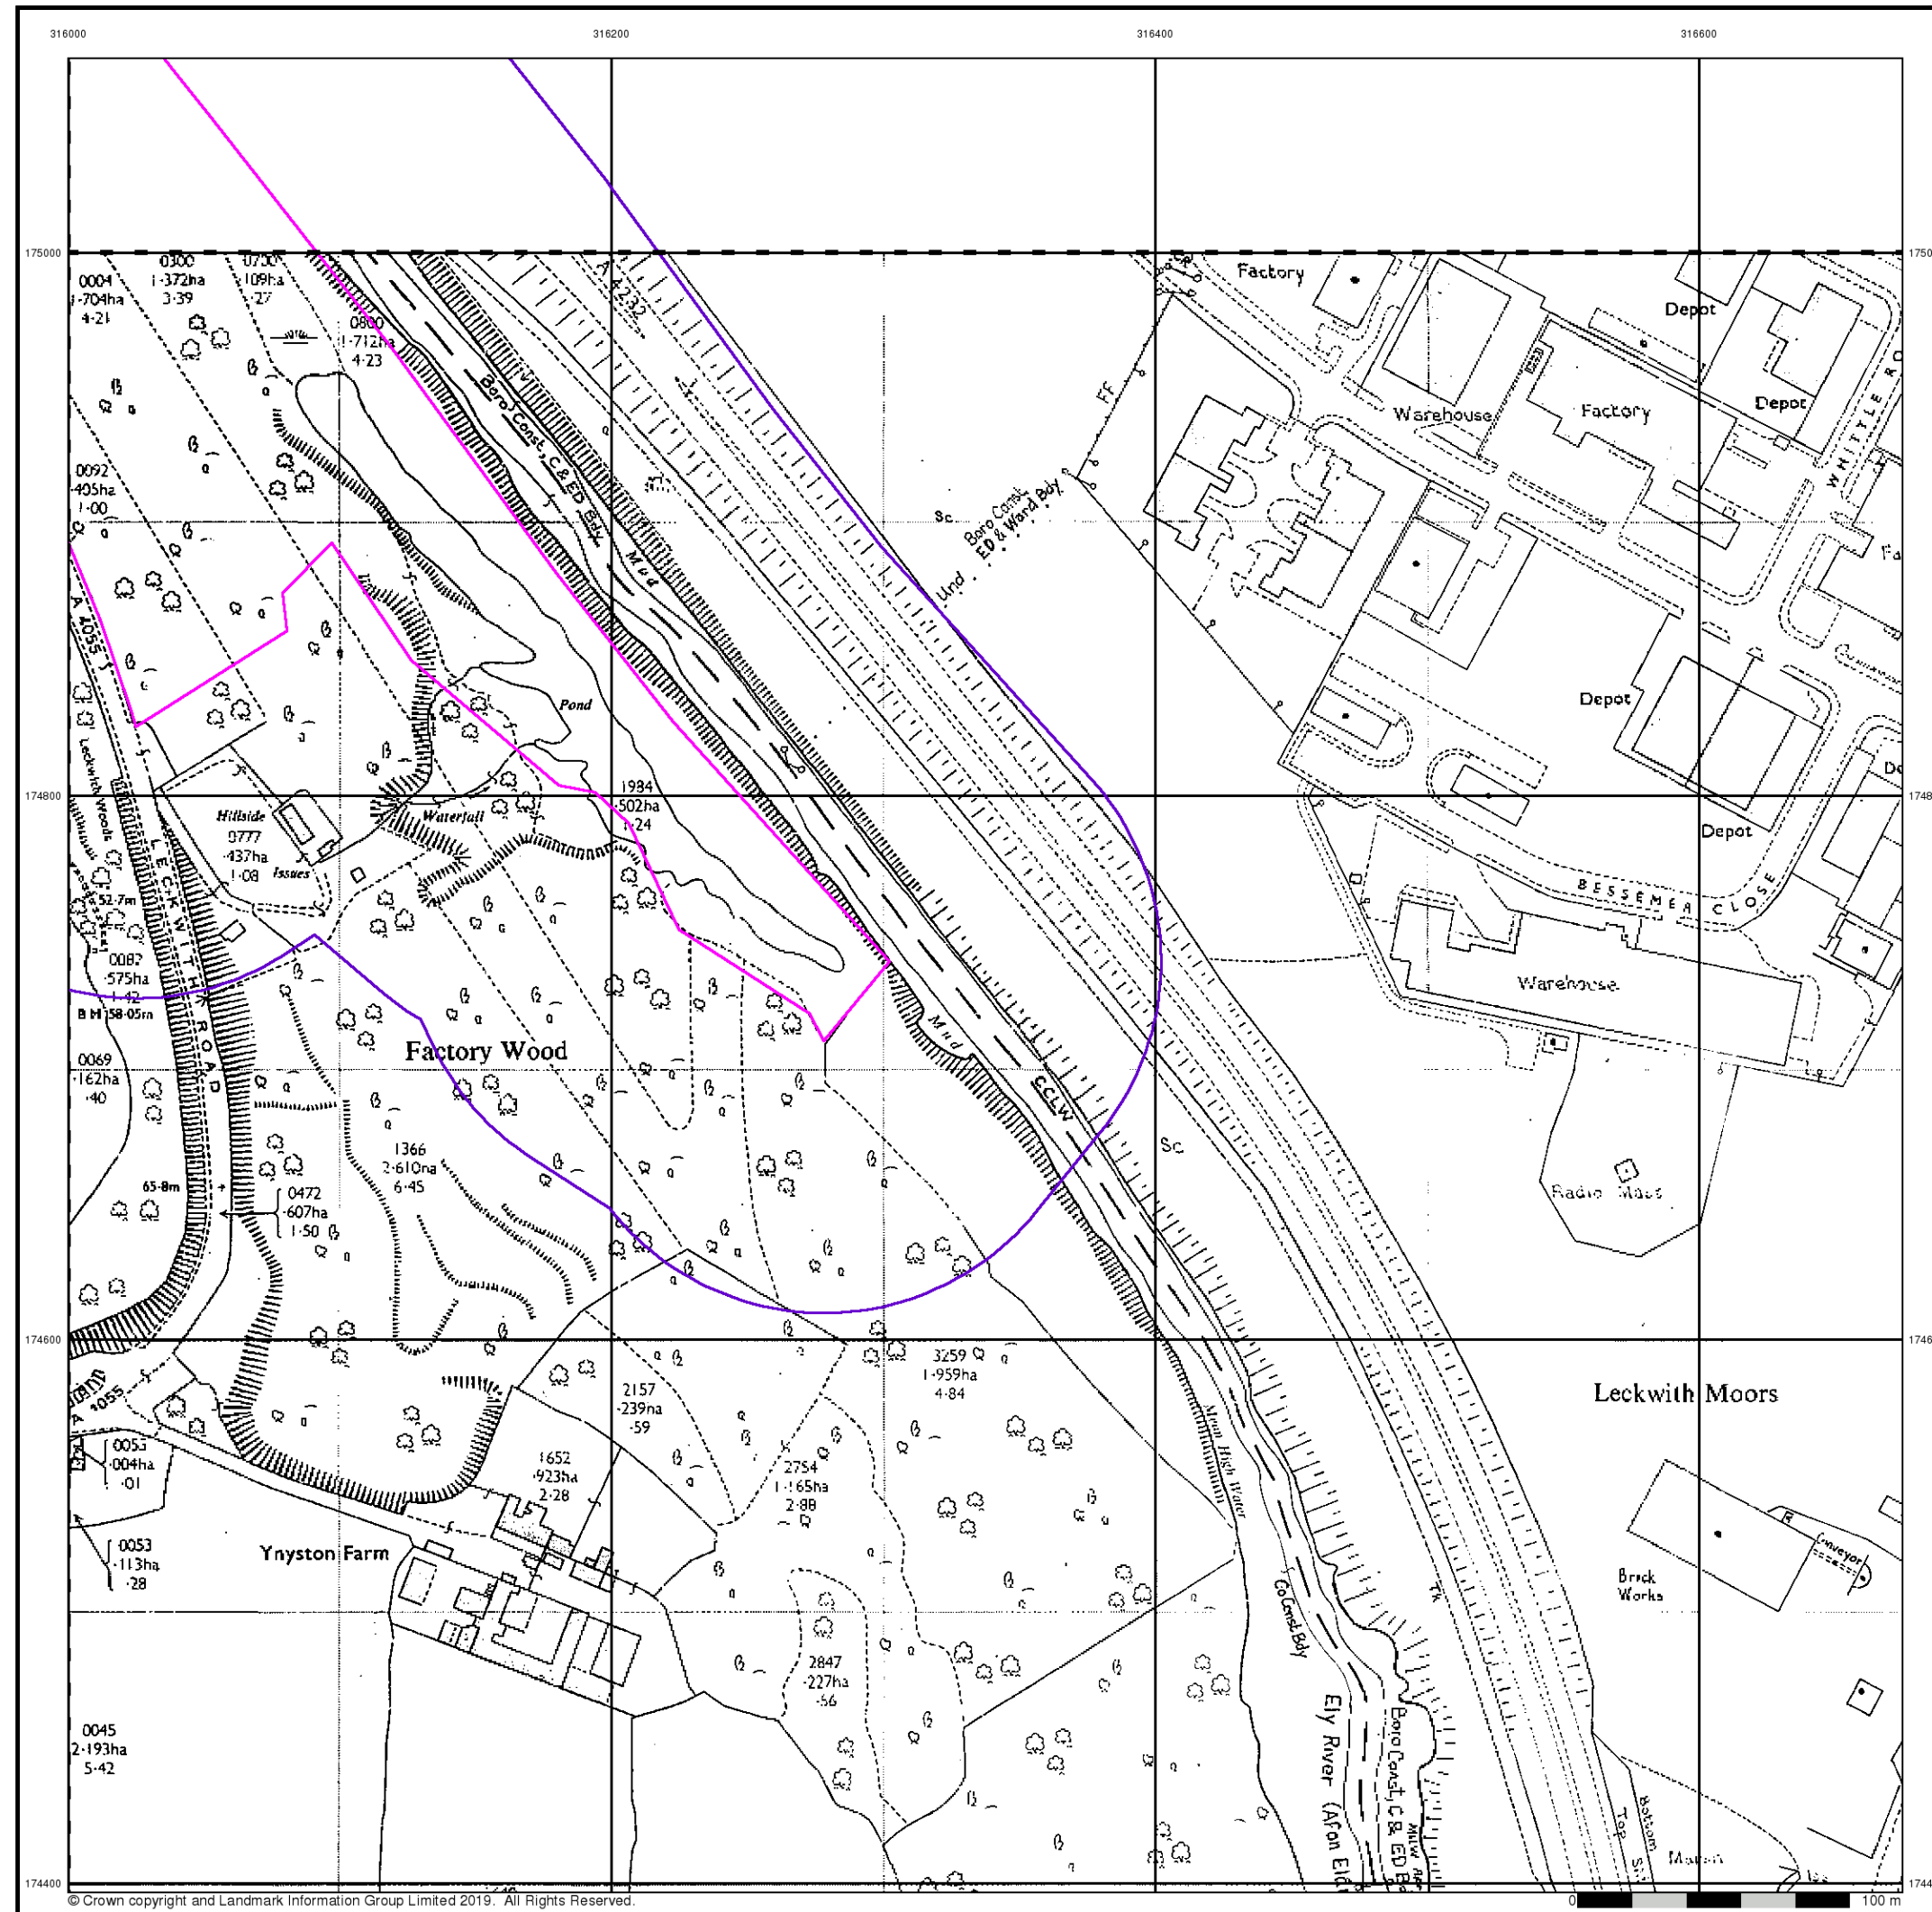 316000
316200
316400
316600
175000
0004
1·704ha
4·21
0300
1·372ha
3·39
0700
·109ha
·27
0800
1·712ha
4·23
A 4232
Factory
Depot
Warehouse
Factory
Depot
WHITTLE R
FF
Boro Const, C & ED Bdy
0092
·405ha
1·00
Sc
Boro Const
ED & Ward Bdy
Und
Mud
A 4055
Pond
Depot
Leckwith Woods
174800
Hillside
0777
·437ha
1·08
Issues
Waterfall
1984
·502ha
1·24
Depot
BESSEMER CLOSE
LECKWITH ROAD
52·7m
0082
·575ha
1·42
B M 58·05m
Warehouse
Factory Wood
Mud
0069
·162ha
·40
CCLW
Sc
1366
2·610ha
6·45
65·8m
0472
·607ha
1·50
Radio Mast
174600
3259
1·959ha
4·84
2157
·239ha
·59
Leckwith Moors
A 4055
Mean High Water
0055
·004ha
·01
1652
·923ha
2·28
2754
1·165ha
2·88
0053
·113ha
·28
Ynyston Farm
Conveyor
Brick
Works
Tk
Co Const Bdy
2847
·227ha
·56
0045
2·193ha
5·42
Ely River (Afon Elái
Boro Const, C & ED B
Top
Bottom
174400
© Crown copyright and Landmark Information Group Limited 2019. All Rights Reserved.
0
100 m